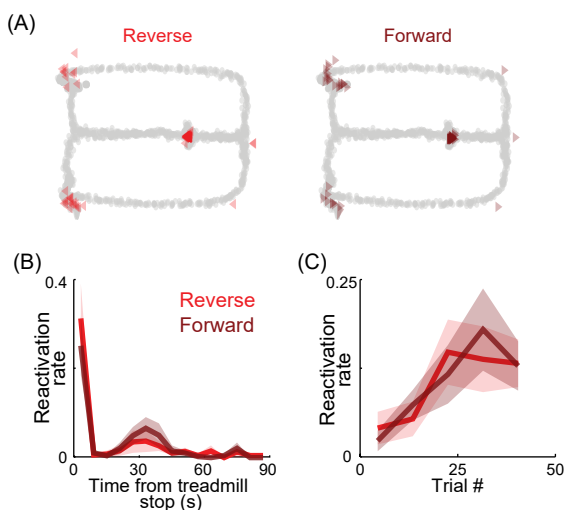 (A)
Reverse
Forward
(B)
0.4
Reverse
Forward
Reactivation
rate
0
0
30
60
90
Time from treadmill
stop (s)
(C)
0.25
Reactivation
rate
0
0
25
50
Trial #